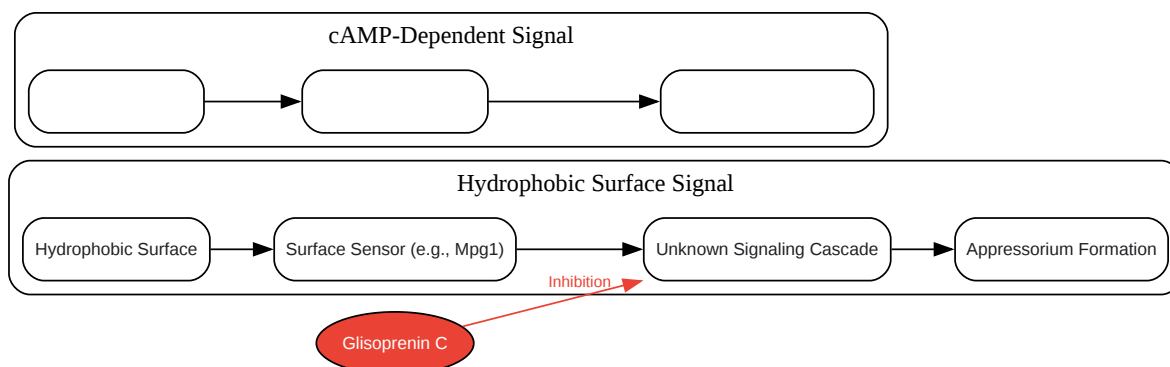 cAMP-Dependent Signal
Hydrophobic Surface Signal
Hydrophobic Surface
Surface Sensor (e.g., Mpg1)
Unknown Signaling Cascade
Appressorium Formation
Inhibition
Glisoprenin C